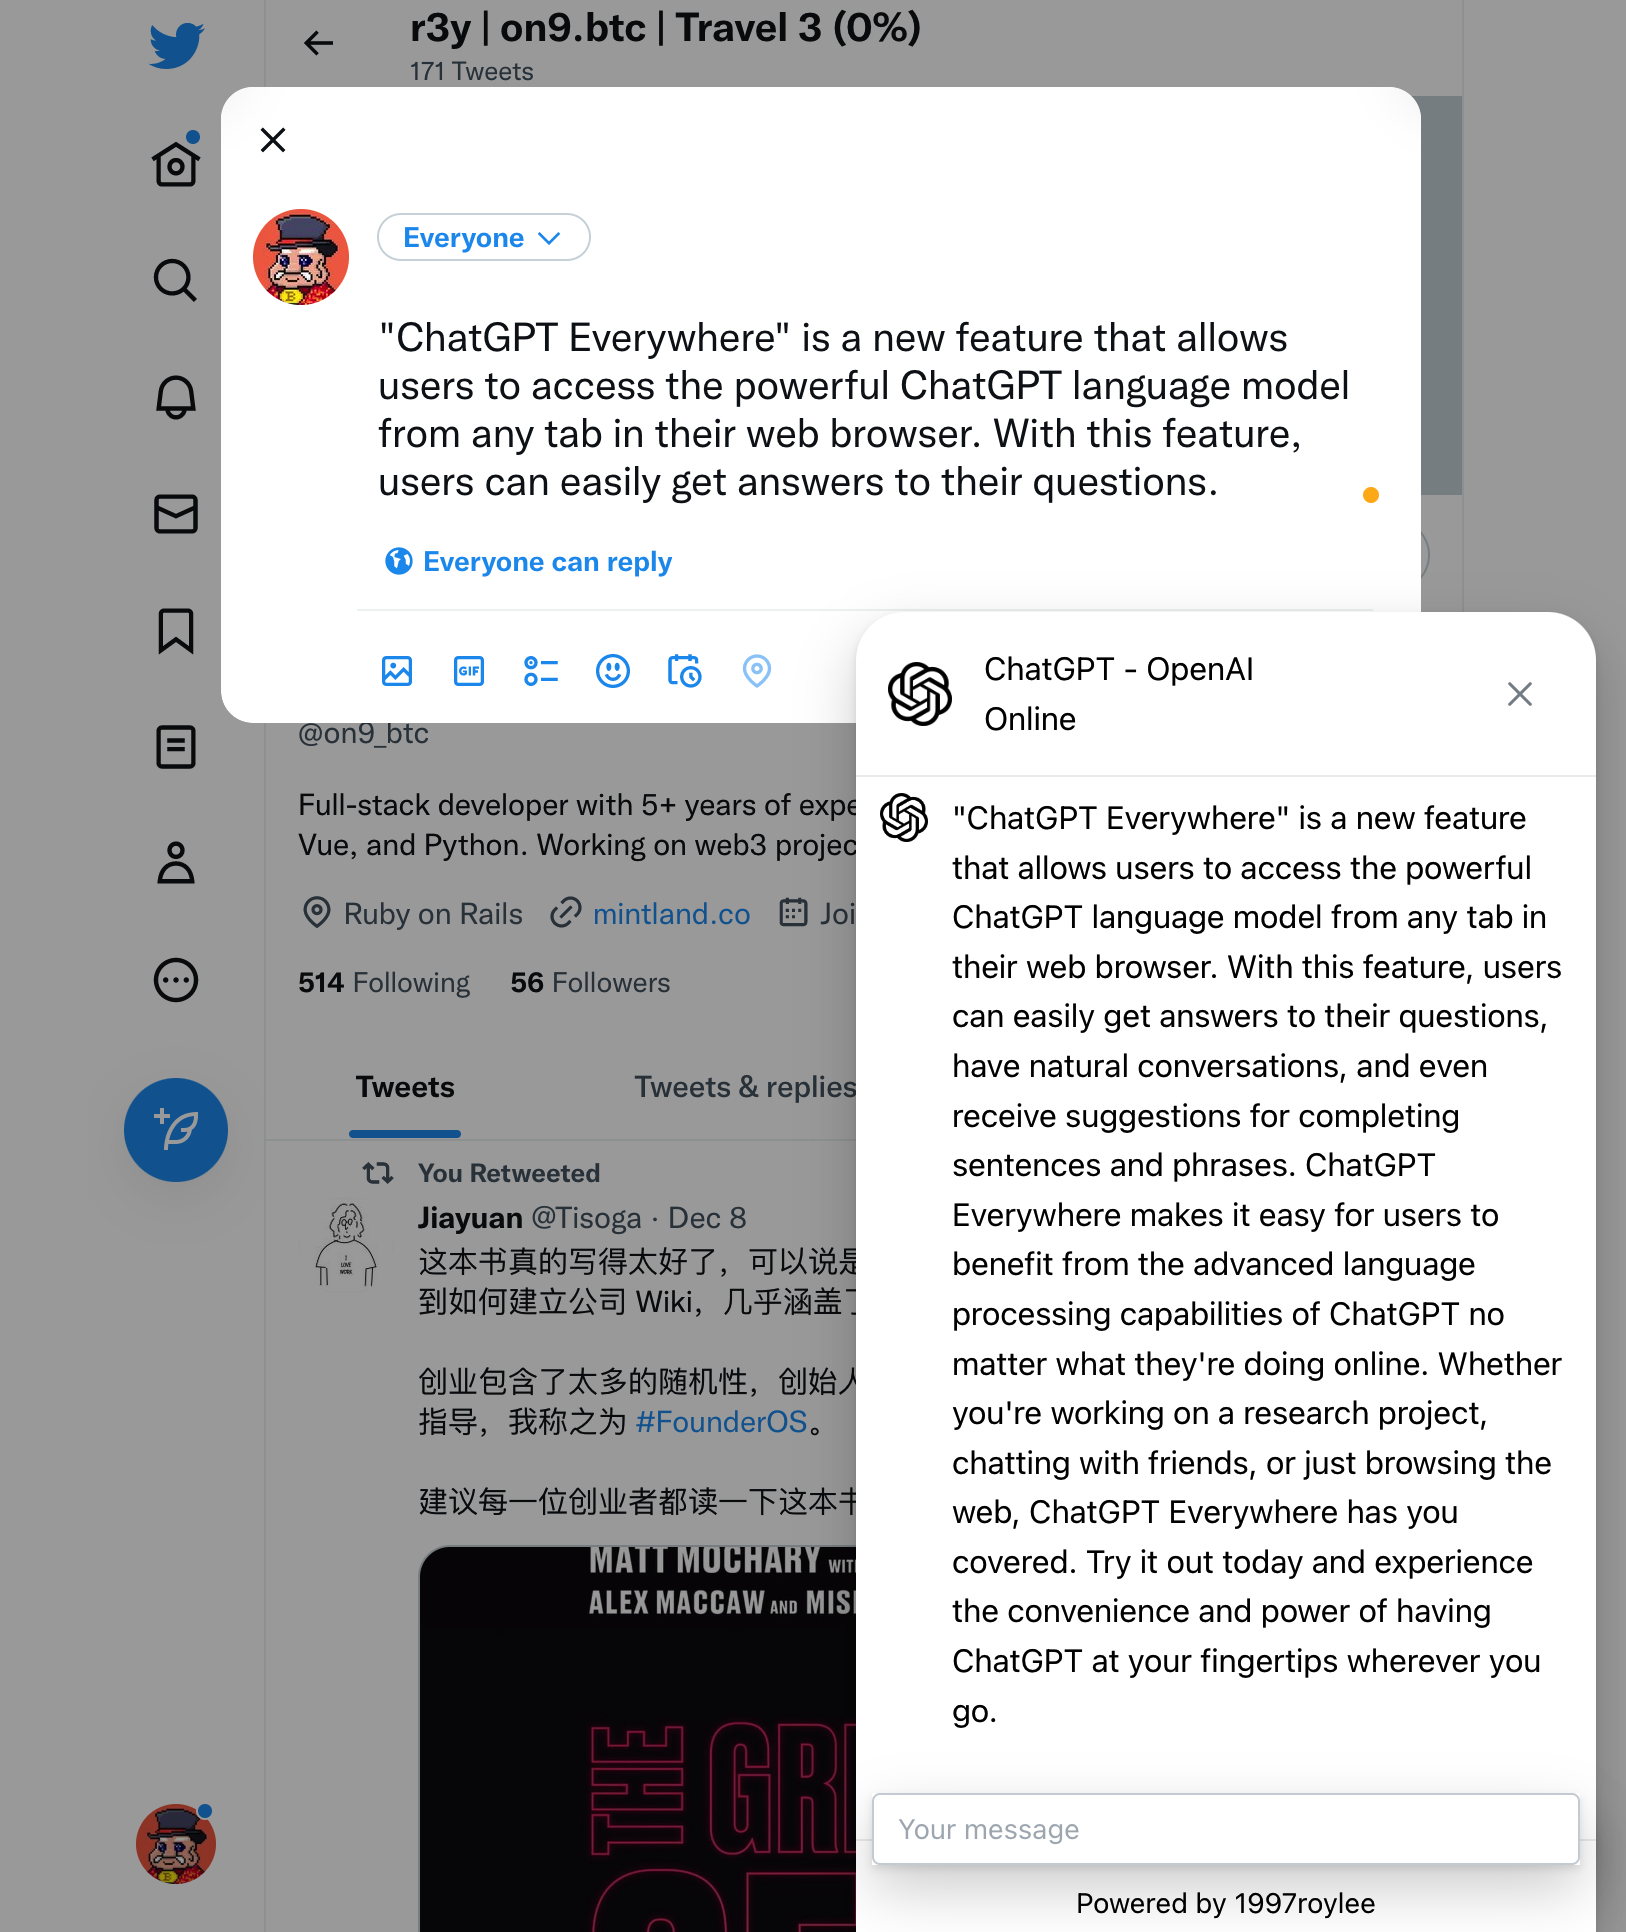 r3y | on9.btc | Travel 3 (0%)
171 Tweets
Everyone
"ChatGPT Everywhere" is a new feature that allows
users to access the powerful ChatGPT language model
from any tab in their web browser. With this feature,
users can easily get answers to their questions.
Everyone can reply
GIF
@on9_btc
Full-stack developer with 5+ years of expe
Vue, and Python. Working on web3 projec
Ruby on Rails mintland.co Joi
514 Following 56 Followers
Tweets Tweets & replies
You Retweeted
Jiayuan @Tisoga · Dec 8
这本书真的写得太好了，可以说是
到如何建立公司 Wiki，几乎涵盖了
创业包含了太多的随机性，创始人
指导，我称之为 #FounderOS。
建议每一位创业者都读一下这本书
I LOVE WORK
MATT MOCHARY WITH
ALEX MACCAW AND MIS
THE GRE
ChatGPT - OpenAI
Online
"ChatGPT Everywhere" is a new feature
that allows users to access the powerful
ChatGPT language model from any tab in
their web browser. With this feature, users
can easily get answers to their questions,
have natural conversations, and even
receive suggestions for completing
sentences and phrases. ChatGPT
Everywhere makes it easy for users to
benefit from the advanced language
processing capabilities of ChatGPT no
matter what they're doing online. Whether
you're working on a research project,
chatting with friends, or just browsing the
web, ChatGPT Everywhere has you
covered. Try it out today and experience
the convenience and power of having
ChatGPT at your fingertips wherever you
go.
Your message
Powered by 1997roylee